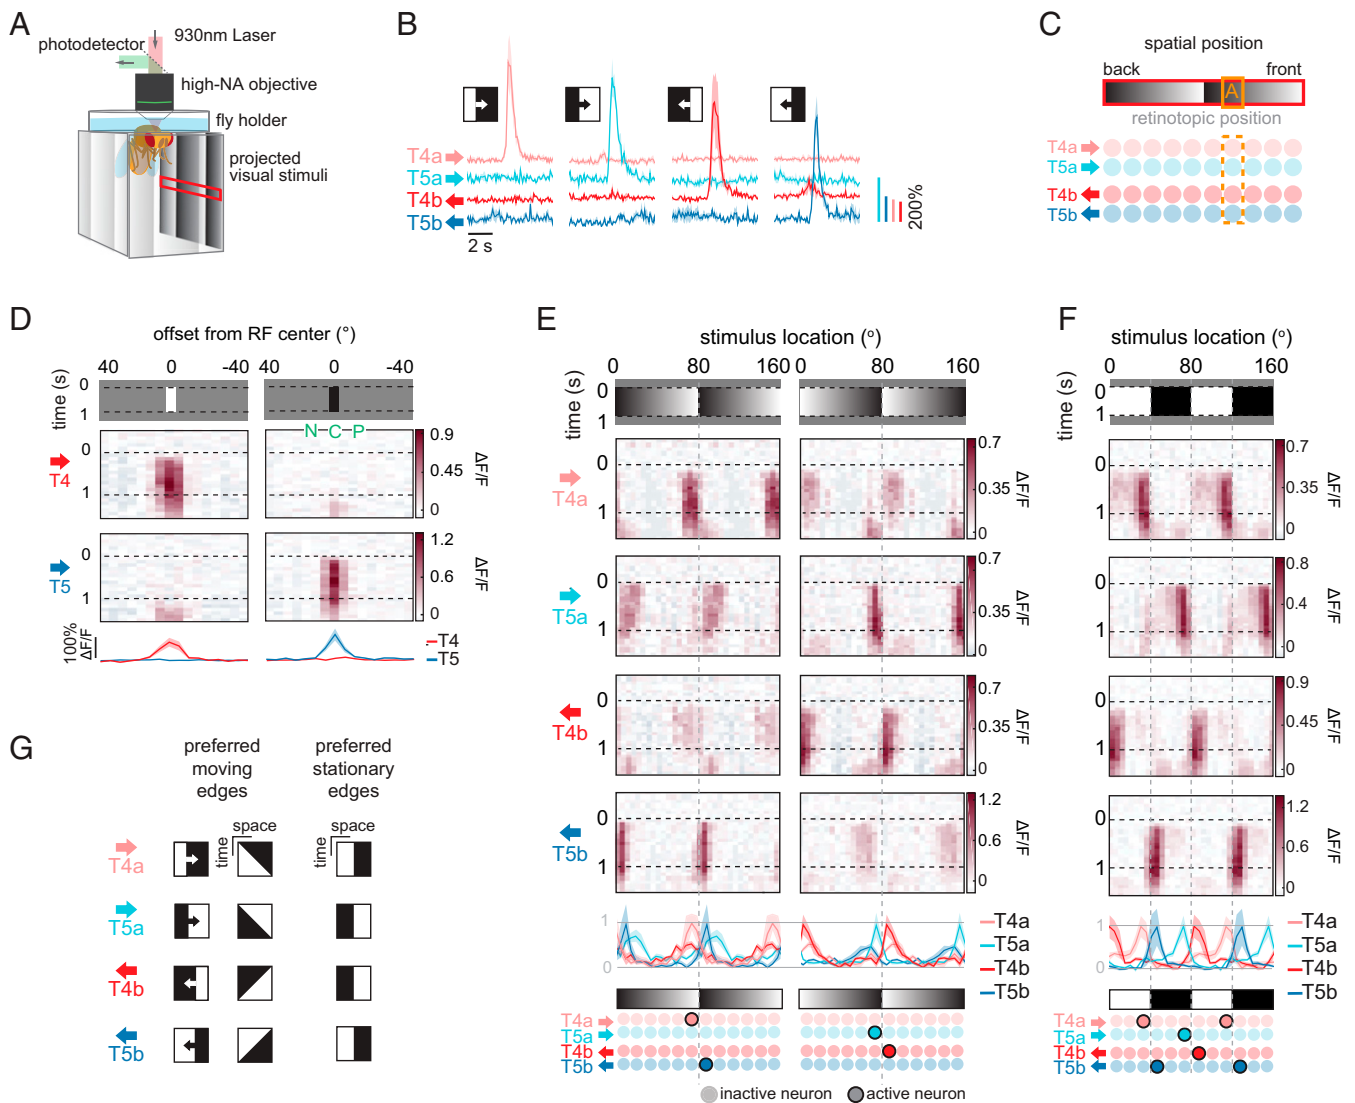 A
930nm Laser
photodetector
high-NA objective
fly holder
projected
visual stimuli
B
T4a
T5a
T4b
T5b
2 s
200%
C
spatial position
back
front
A
retinotopic position
T4a
T5a
T4b
T5b
D
offset from RF center (°)
40 0 -40 40 0 -40
time (s)
0
1
N C P
T4
0
1
0.9
0.45
0
ΔF/F
T5
0
1
1.2
0.6
0
ΔF/F
100%
ΔF/F
T4
T5
E
stimulus location (o)
0 80 160 0 80 160
time (s)
0
1
T4a
0
1
0.7
0.35
0
ΔF/F
T5a
0
1
0.7
0.35
0
ΔF/F
T4b
0
1
0.7
0.35
0
ΔF/F
T5b
0
1
1.2
0.6
0
ΔF/F
1
0
T4a
T5a
T4b
T5b
T4a
T5a
T4b
T5b
inactive neuron active neuron
F
stimulus location (o)
0 80 160
time (s)
0
1
0
1
0.7
0.35
0
ΔF/F
0
1
0.8
0.4
0
ΔF/F
0
1
0.9
0.45
0
ΔF/F
0
1
1.2
0.6
0
ΔF/F
1
0
T4a
T5a
T4b
T5b
T4a
T5a
T4b
T5b
G
preferred
moving
edges
preferred
stationary
edges
space
time
space
time
T4a
T5a
T4b
T5b